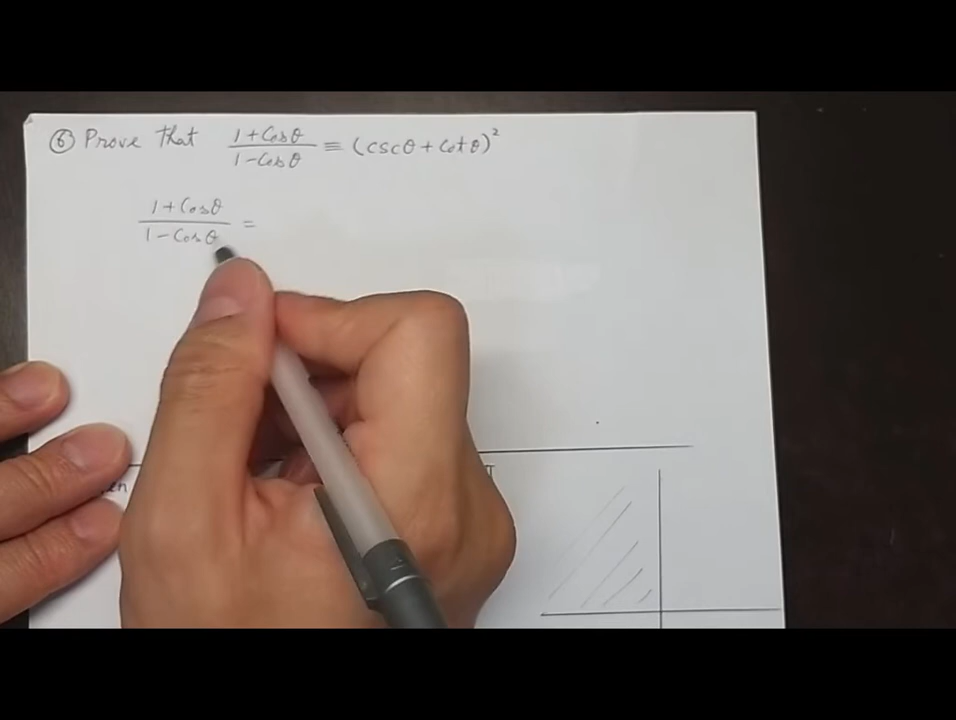 ⑥ Prove that (1 + Cosθ)/(1 - Cosθ) ≡ (cscθ + Cotθ)²
(1 + Cosθ)/(1 - Cosθ) =